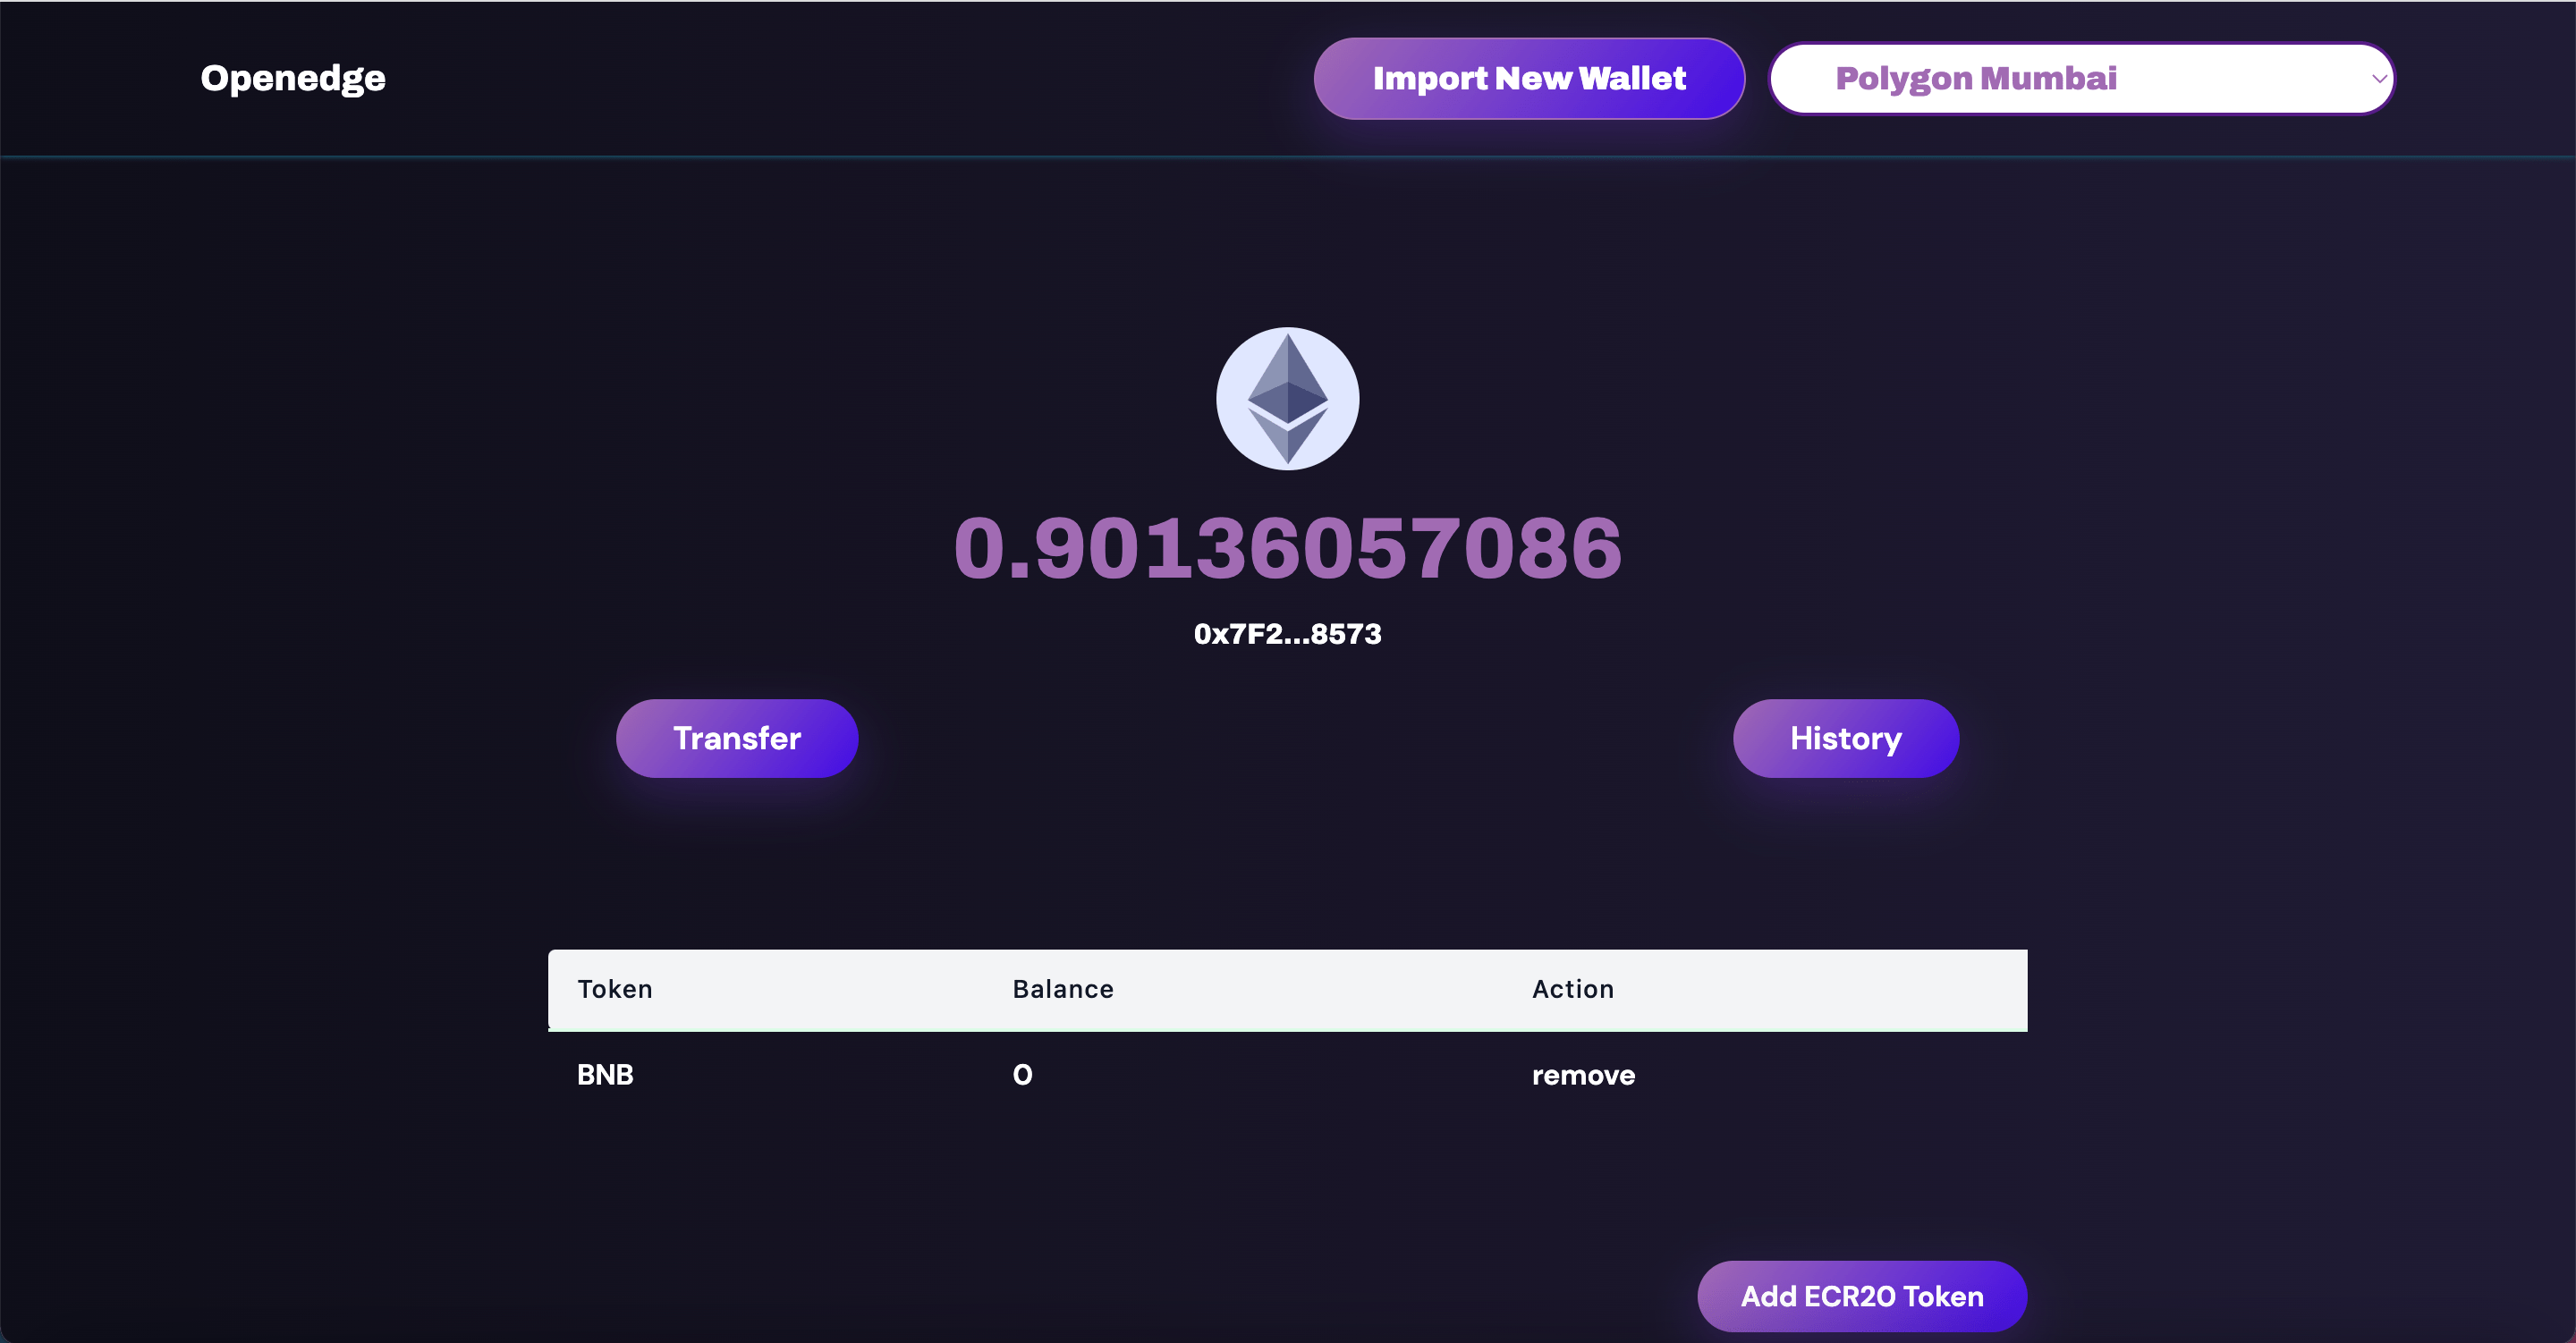 Openedge
Import New Wallet
Polygon Mumbai
0.90136057086
0x7F2...8573
Transfer
History
Token Balance Action
BNB 0 remove
Add ECR20 Token